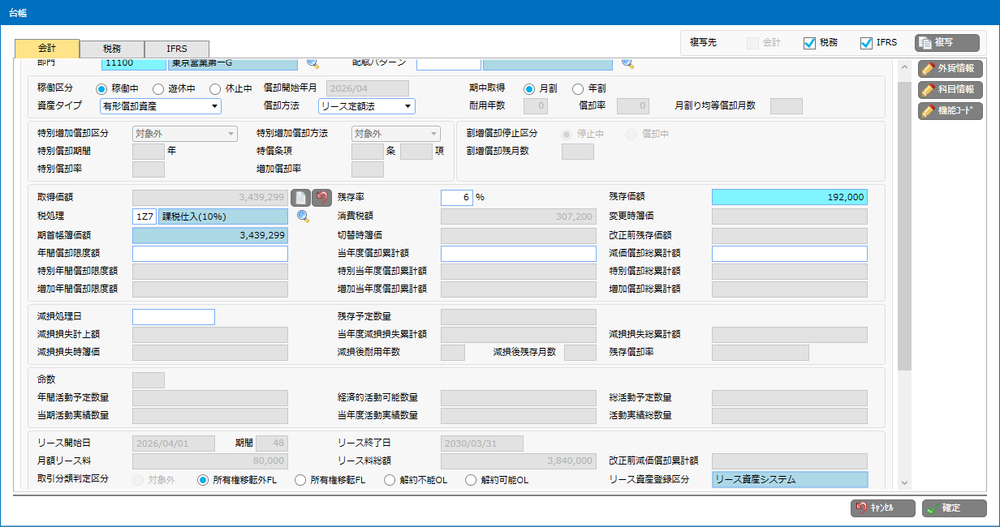 台帳
会計 税務 IFRS
複写先 会計 税務 IFRS 複写
部門 11100 東京営業第一G 配賦パターン
外貨情報
科目情報
機能ｺｰﾄﾞ
稼働区分 稼働中 遊休中 休止中 償却開始年月 2026/04 期中取得 月割 年割
資産タイプ 有形償却資産 償却方法 リース定額法 耐用年数 0 償却率 0 月割り均等償却月数
特別増加償却区分 対象外 特別増加償却方法 対象外 割増償却停止区分 停止中 償却中
特別償却期間 年 特償条項 条 項 割増償却残月数
特別償却率 増加償却率
取得価額 3,439,299 残存率 6 % 残存価額 192,000
税処理 1Z7 課税仕入(10%) 消費税額 307,200 変更時簿価
期首帳簿価額 3,439,299 切替時簿価 改正前残存価額
年間償却限度額 当年度償却累計額 減価償却総累計額
特別年間償却限度額 特別当年度償却累計額 特別償却総累計額
増加年間償却限度額 増加当年度償却累計額 増加償却総累計額
減損処理日 残存予定数量
減損損失計上額 当年度減損損失累計額 減損損失総累計額
減損損失時簿価 減損後耐用年数 減損後残存月数 残存償却率
命数
年間活動予定数量 経済的活動可能数量 総活動予定数量
当期活動実績数量 当年度活動実績数量 活動実績総数量
リース開始日 2026/04/01 期間 48 リース終了日 2030/03/31
月額リース料 80,000 リース料総額 3,840,000 改正前減価償却累計額
取引分類判定区分 対象外 所有権移転外FL 所有権移転FL 解約不能OL 解約可能OL リース資産登録区分 リース資産システム
ｷｬﾝｾﾙ 確定